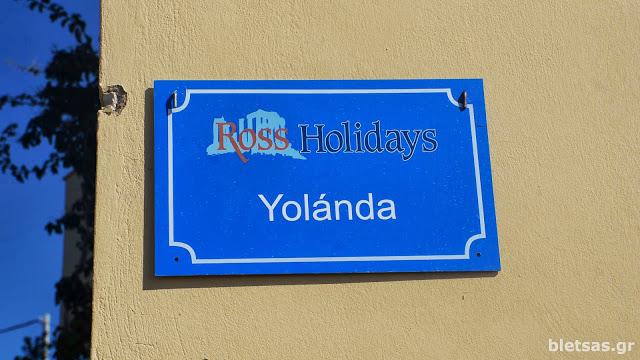 Ross Holidays
Yolánda
bletsas.gr